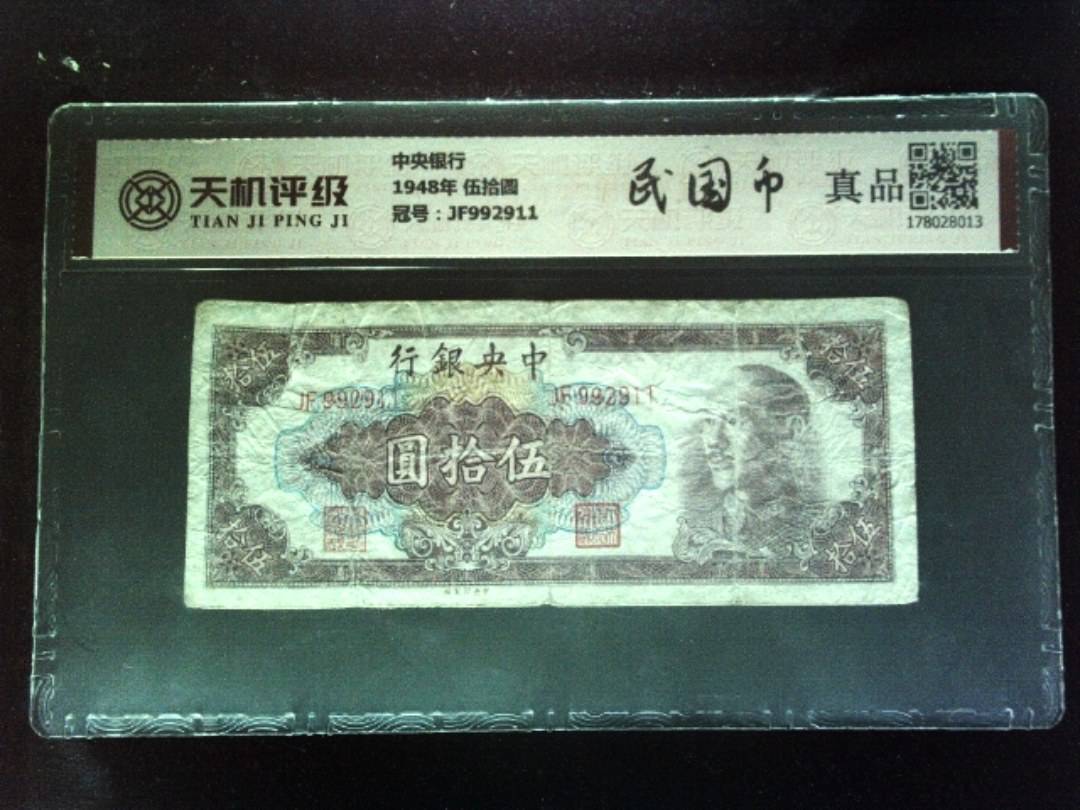 天机评级
TIAN JI PING JI
中央银行
1948年 伍拾圆
冠号：JF992911
民国币
真品
178028013
行銀央中
JF992911 JF992911
圓拾伍
拾伍
拾伍
拾伍
拾伍